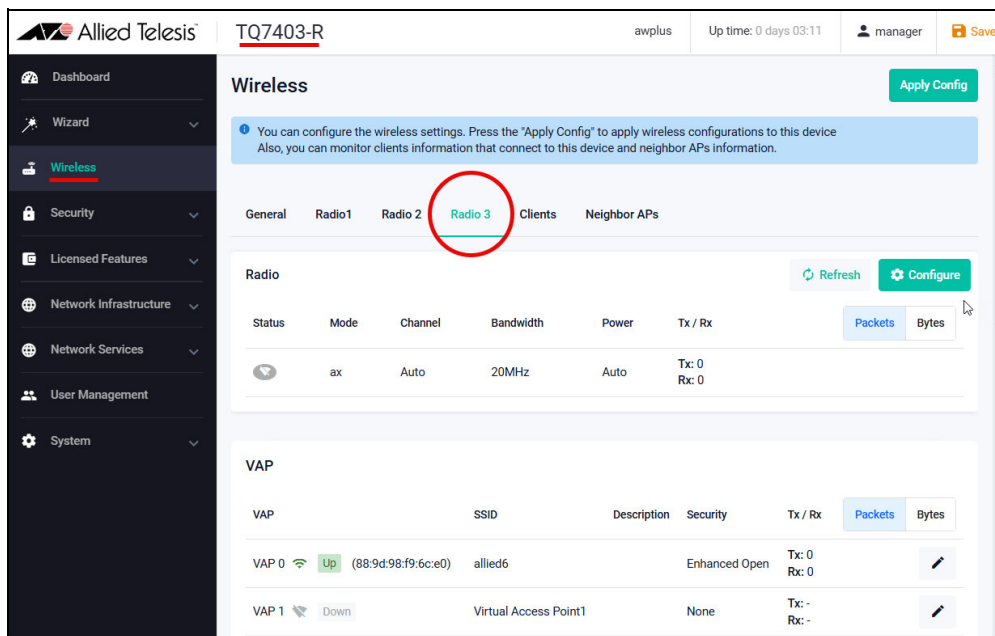 Allied Telesis
TQ7403-R
awplus
Up time: 0 days 03:11
manager
Save
Dashboard
Wizard
Wireless
Security
Licensed Features
Network Infrastructure
Network Services
User Management
System
Wireless
Apply Config
You can configure the wireless settings. Press the "Apply Config" to apply wireless configurations to this device
Also, you can monitor clients information that connect to this device and neighbor APs information.
General Radio1 Radio 2 Radio 3 Clients Neighbor APs
Radio
Refresh
Configure
Status Mode Channel Bandwidth Power Tx / Rx Packets Bytes
ax Auto 20MHz Auto Tx: 0
Rx: 0
VAP
VAP SSID Description Security Tx / Rx Packets Bytes
VAP 0 Up (88:9d:98:f9:6c:e0) allied6 Enhanced Open Tx: 0
Rx: 0
VAP 1 Down Virtual Access Point1 None Tx: -
Rx: -